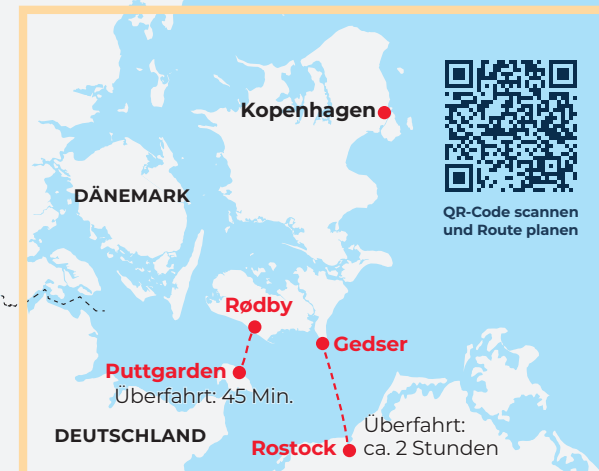 Kopenhagen
QR-Code scannen
und Route planen
DÄNEMARK
Rødby
Gedser
Puttgarden
Überfahrt: 45 Min.
DEUTSCHLAND
Überfahrt:
Rostock
ca. 2 Stunden